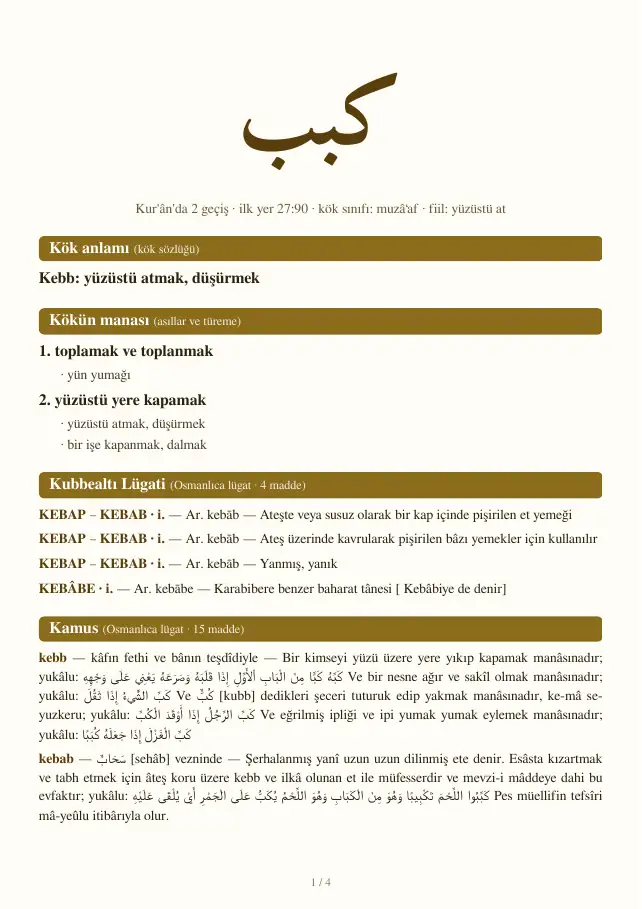 كبب
Kur'ân'da 2 geçiş · ilk yer 27:90 · kök sınıfı: muzâʿaf · fiil: yüzüstü at
Kök anlamı (kök sözlüğü)
Kebb: yüzüstü atmak, düşürmek
Kökün manası (asıllar ve türeme)
1. toplamak ve toplanmak
· yün yumağı
2. yüzüstü yere kapamak
· yüzüstü atmak, düşürmek
· bir işe kapanmak, dalmak
Kubbealtı Lügati (Osmanlıca lügat · 4 madde)
KEBAP – KEBAB · i. — Ar. kebāb — Ateşte veya susuz olarak bir kap içinde pişirilen et yemeği
KEBAP – KEBAB · i. — Ar. kebāb — Ateş üzerinde kavrularak pişirilen bâzı yemekler için kullanılır
KEBAP – KEBAB · i. — Ar. kebāb — Yanmış, yanık
KEBÂBE · i. — Ar. kebābe — Karabibere benzer baharat tânesi [ Kebâbiye de denir]
Kamus (Osmanlıca lügat · 15 madde)
kebb — kâfın fethi ve bânın teşdîdiyle — Bir kimseyi yüzü üzere yere yıkıp kapamak manâsınadır;
yukâlu: كَبَّهُ كَبًّا مِنَ الْبَابِ الْأَوَّلِ إِذَا قَلَبَهُ وَصَرَعَهُ يَعْنِي عَلَى وَجْهِهِ Ve bir nesne ağır ve sakîl olmak manâsınadır;
yukâlu: كَبَّ الشَّيْءُ إِذَا ثَقُلَ Ve كُبٌّ [kubb] dedikleri şeceri tuturuk edip yakmak manâsınadır, ke-mâ se-
yuzkeru; yukâlu: كَبَّ الرَّجُلُ إِذَا أَوْقَدَ الْكُبَّ Ve eğrilmiş ipliği ve ipi yumak yumak eylemek manâsınadır;
yukâlu: كَبَّ الْغَزْلَ إِذَا جَعَلَهُ كُبَبًا
kebab — سَحَابٌ [sehâb] vezninde — Şerhalanmış yanî uzun uzun dilinmiş ete denir. Esâsta kızartmak
ve tabh etmek için âteş koru üzere kebb ve ilkâ olunan et ile müfesserdir ve mevzi-i mâddeye dahi bu
evfaktır; yukâlu: كَبَّبُوا اللَّحْمَ تَكْبِيبًا وَهُوَ مِنَ الْكَبَابِ وَهُوَ اللَّحْمُ يُكَبُّ عَلَى الْجَمْرِ أَيْ يُلْقَى عَلَيْهِ Pes müellifin tefsîri
mâ-yeûlu itibârıyla olur.
1 / 4